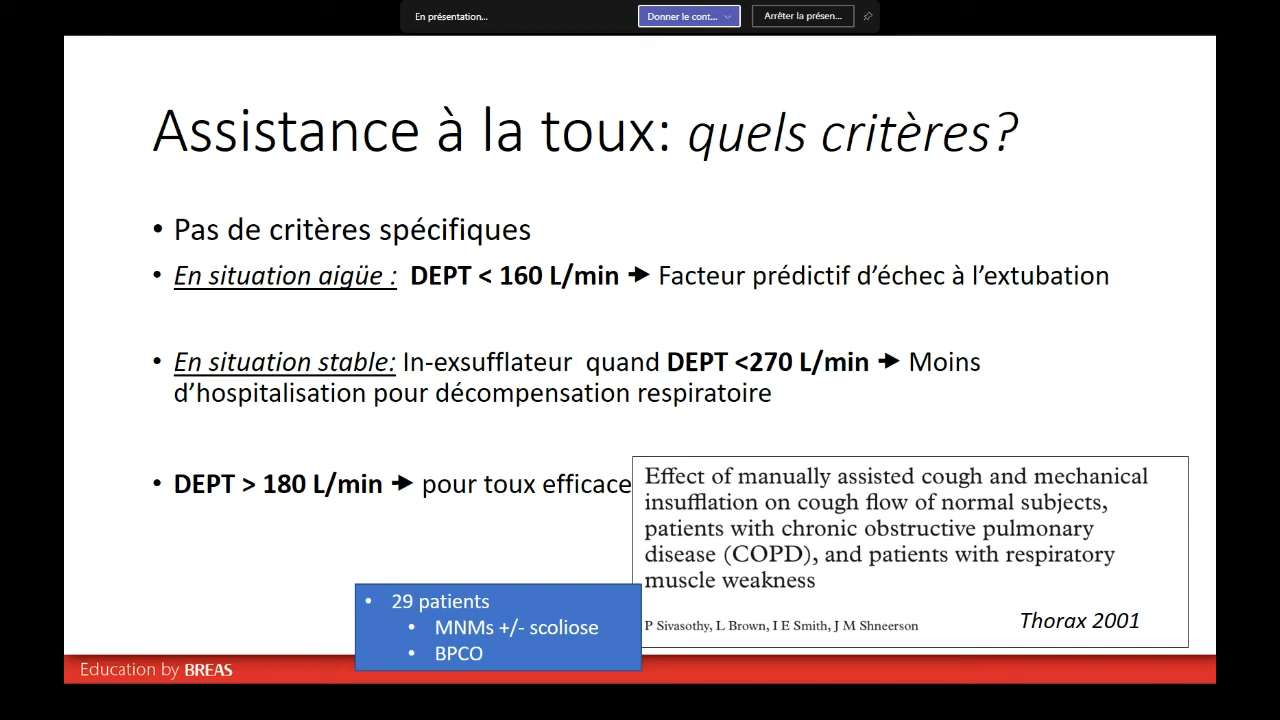 En présentation...
Donner le cont...
Arrêter la présen...
Assistance à la toux: quels critères?
• Pas de critères spécifiques
• En situation aigüe : DEPT < 160 L/min 🡺 Facteur prédictif d’échec à l’extubation
• En situation stable: In-exsufflateur quand DEPT <270 L/min 🡺 Moins
d’hospitalisation pour décompensation respiratoire
• DEPT > 180 L/min 🡺 pour toux efficace
Effect of manually assisted cough and mechanical
insufflation on cough flow of normal subjects,
patients with chronic obstructive pulmonary
disease (COPD), and patients with respiratory
muscle weakness
P Sivasothy, L Brown, I E Smith, J M Shneerson
Thorax 2001
• 29 patients
• MNMs +/- scoliose
• BPCO
Education by BREAS